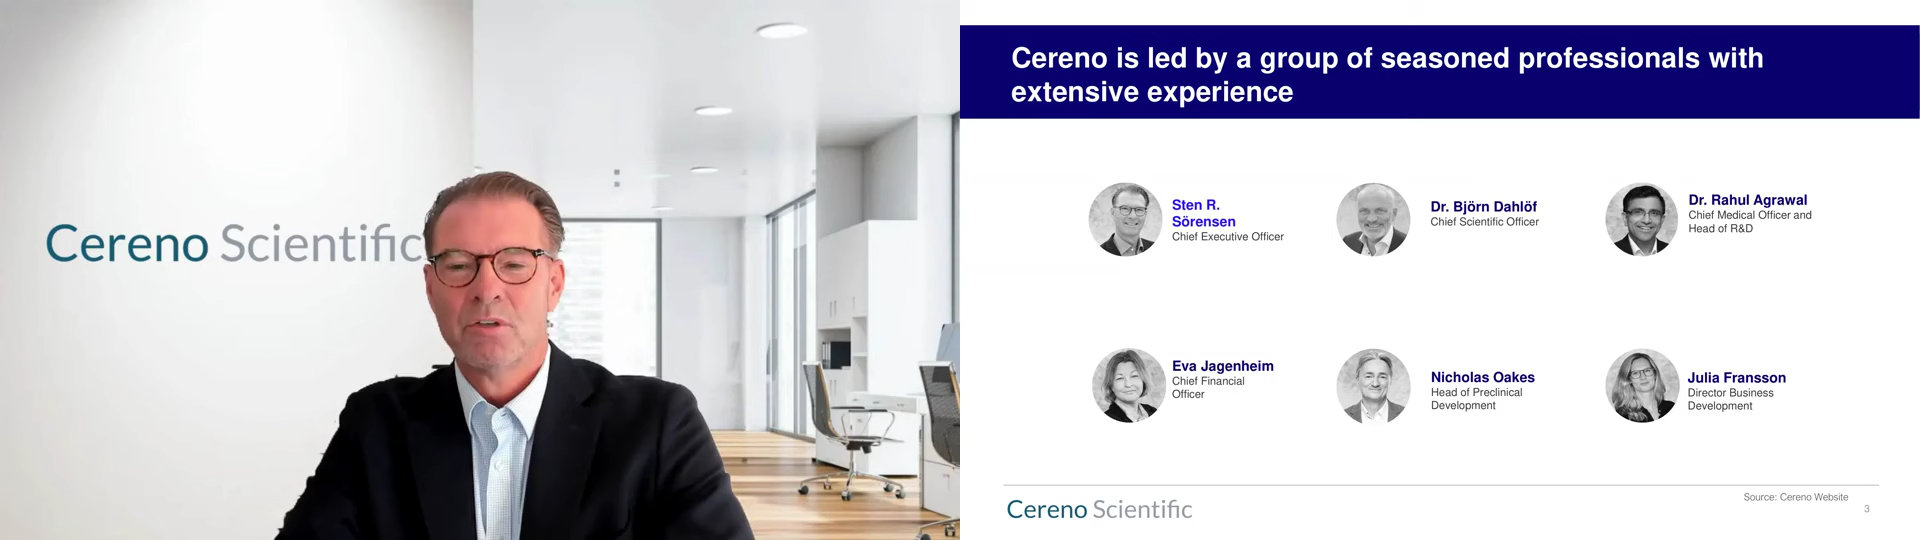 Cereno Scientific
Cereno is led by a group of seasoned professionals with
extensive experience
Sten R.
Sörensen
Chief Executive Officer
Dr. Björn Dahlöf
Chief Scientific Officer
Dr. Rahul Agrawal
Chief Medical Officer and
Head of R&D
Eva Jagenheim
Chief Financial
Officer
Nicholas Oakes
Head of Preclinical
Development
Julia Fransson
Director Business
Development
Source: Cereno Website
Cereno Scientific
3